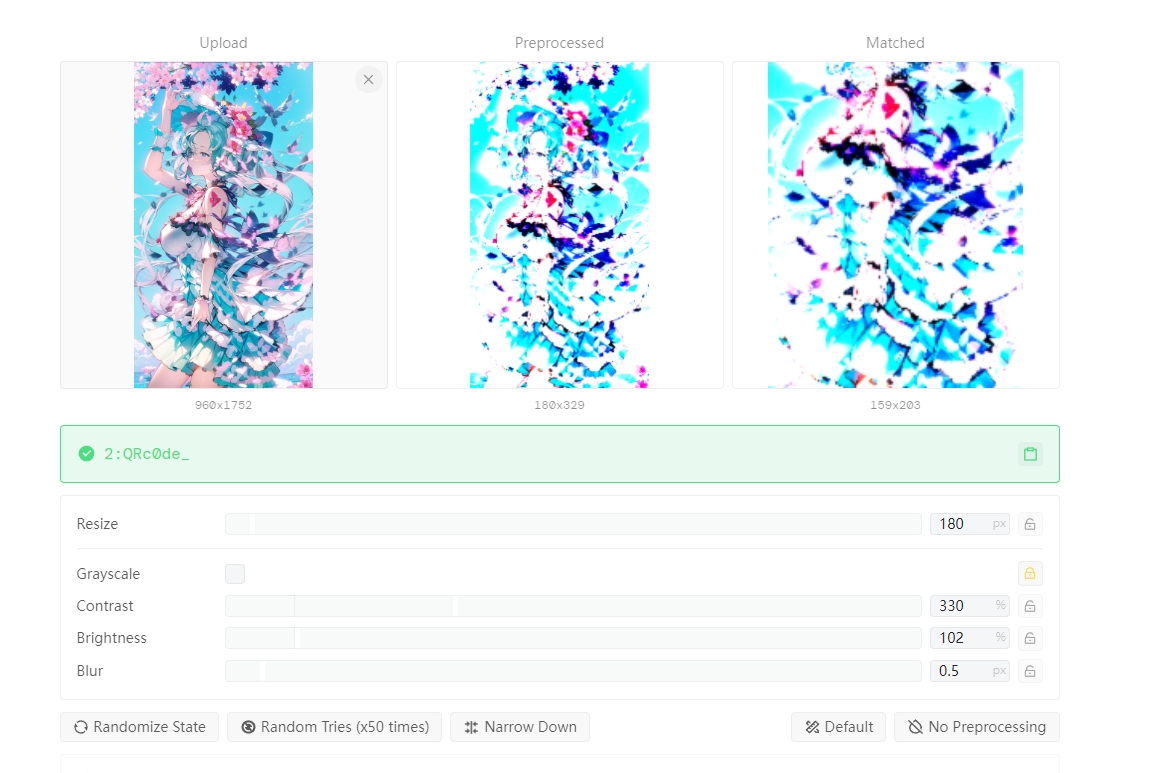 Upload
Preprocessed
Matched
960x1752
180x329
159x203
2:QRc0de_
Resize
180 px
Grayscale
Contrast
330 %
Brightness
102 %
Blur
0.5 px
Randomize State
Random Tries (x50 times)
Narrow Down
Default
No Preprocessing